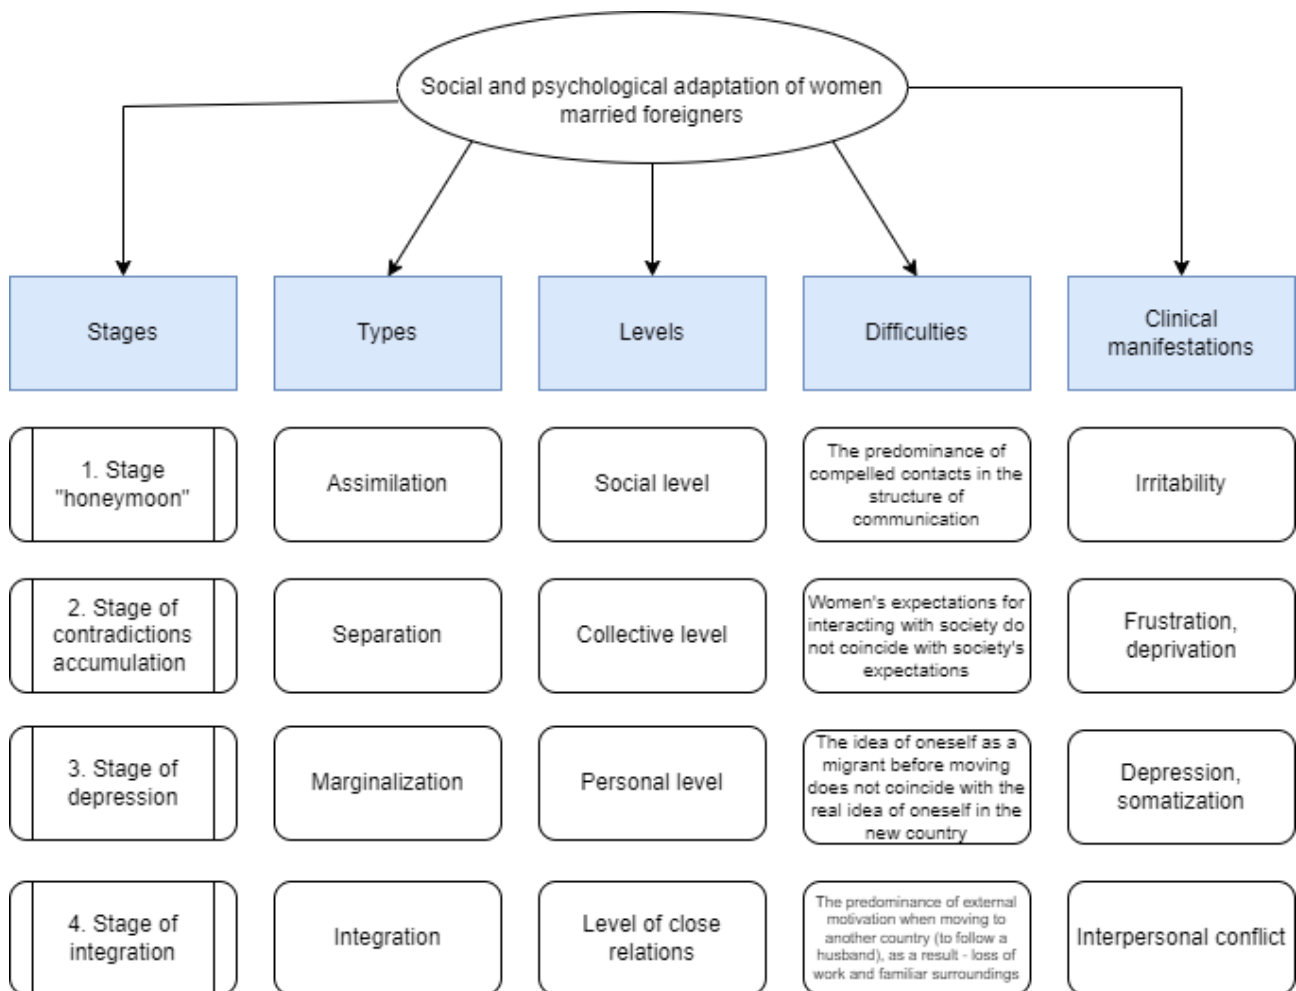 Social and psychological adaptation of women
married foreigners
Stages
Types
Levels
Difficulties
Clinical
manifestations
1. Stage
"honeymoon"
Assimilation
Social level
The predominance of
compelled contacts in the
structure of
communication
Irritability
2. Stage of
contradictions
accumulation
Separation
Collective level
Women's expectations for
interacting with society do
not coincide with society's
expectations
Frustration,
deprivation
3. Stage of
depression
Marginalization
Personal level
The idea of oneself as a
migrant before moving
does not coincide with the
real idea of oneself in the
new country
Depression,
somatization
4. Stage of
integration
Integration
Level of close
relations
The predominance of external
motivation when moving to
another country (to follow a
husband), as a result - loss of
work and familiar surroundings
Interpersonal conflict